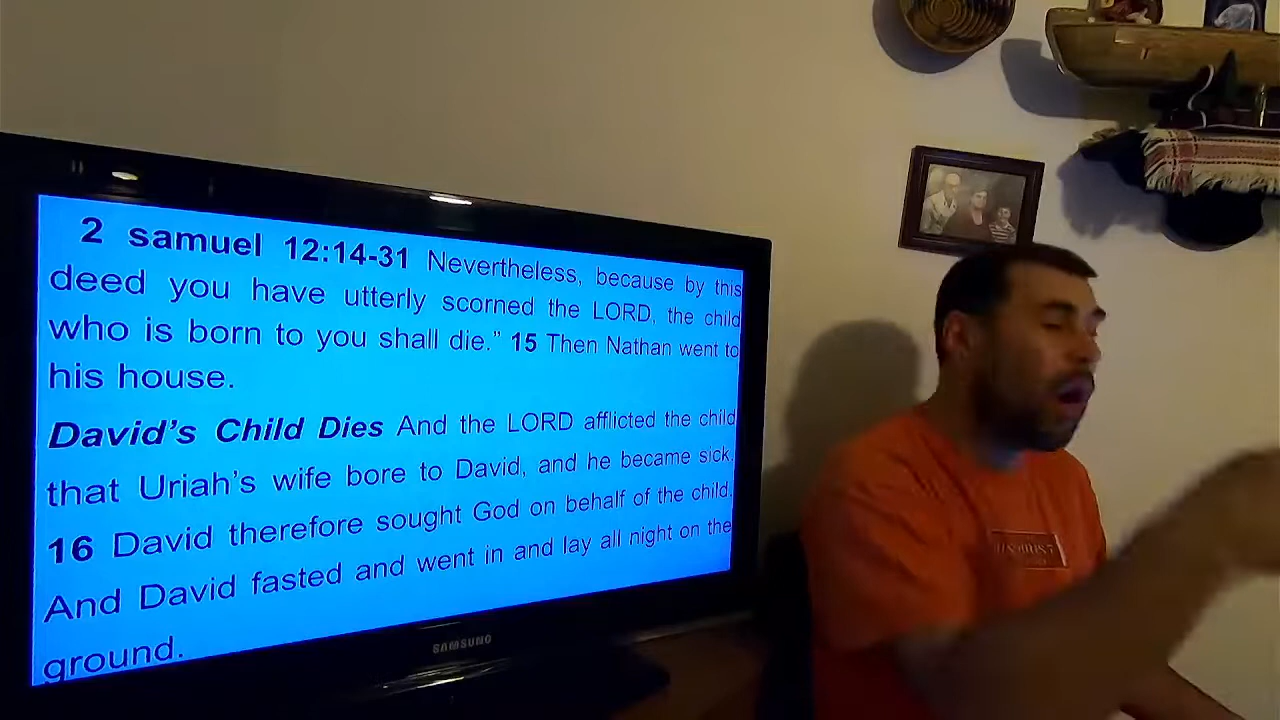 2 samuel 12:14-31 Nevertheless, because by this
deed you have utterly scorned the LORD, the child
who is born to you shall die.” 15 Then Nathan went to
his house.
David’s Child Dies And the LORD afflicted the child
that Uriah’s wife bore to David, and he became sick.
16 David therefore sought God on behalf of the child.
And David fasted and went in and lay all night on the
ground.
SAMSUNG